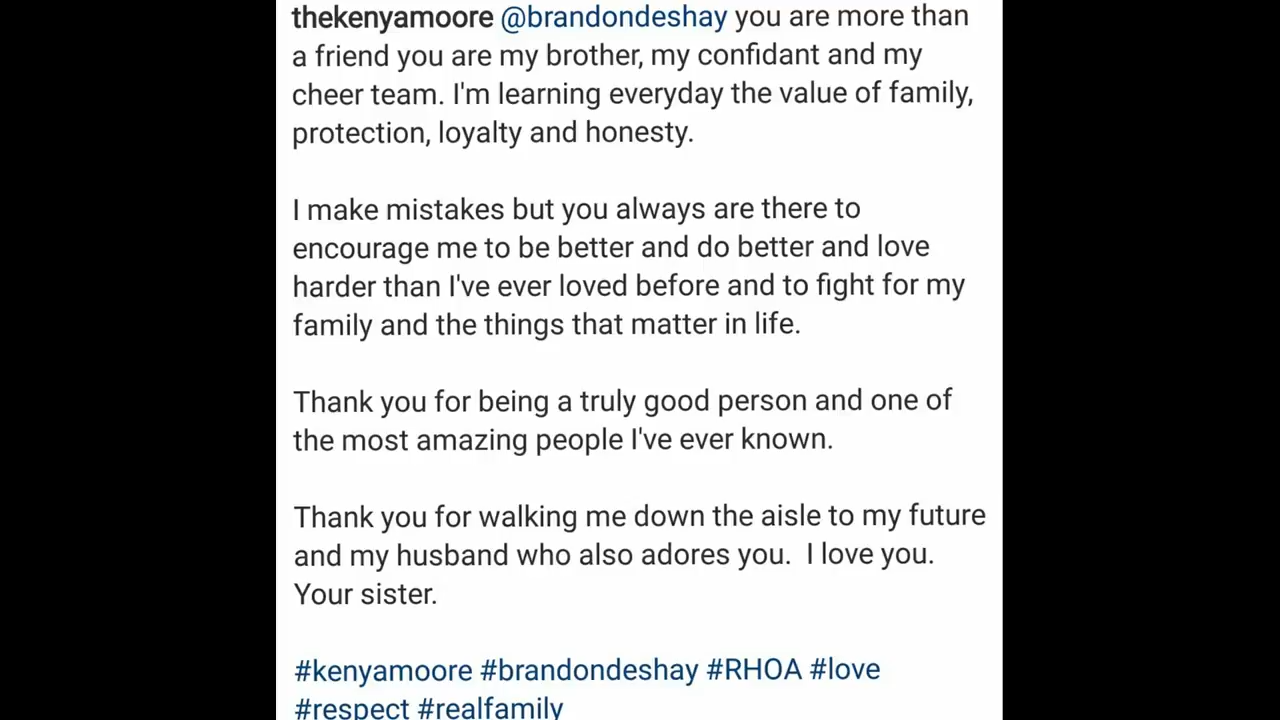 thekenyamoore @brandondeshay you are more than
a friend you are my brother, my confidant and my
cheer team. I'm learning everyday the value of family,
protection, loyalty and honesty.
I make mistakes but you always are there to
encourage me to be better and do better and love
harder than I've ever loved before and to fight for my
family and the things that matter in life.
Thank you for being a truly good person and one of
the most amazing people I've ever known.
Thank you for walking me down the aisle to my future
and my husband who also adores you.  I love you.
Your sister.
#kenyamoore #brandondeshay #RHOA #love
#respect #realfamily